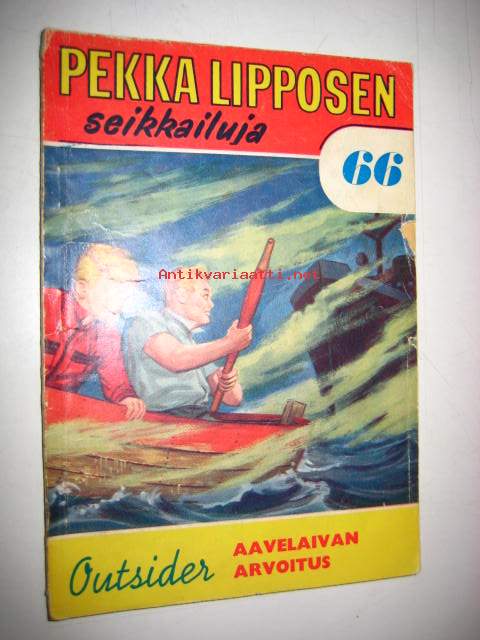 PEKKA LIPPOSEN
seikkailuja
66
Antikvariaatti.net
Outsider
AAVELAIVAN
ARVOITUS